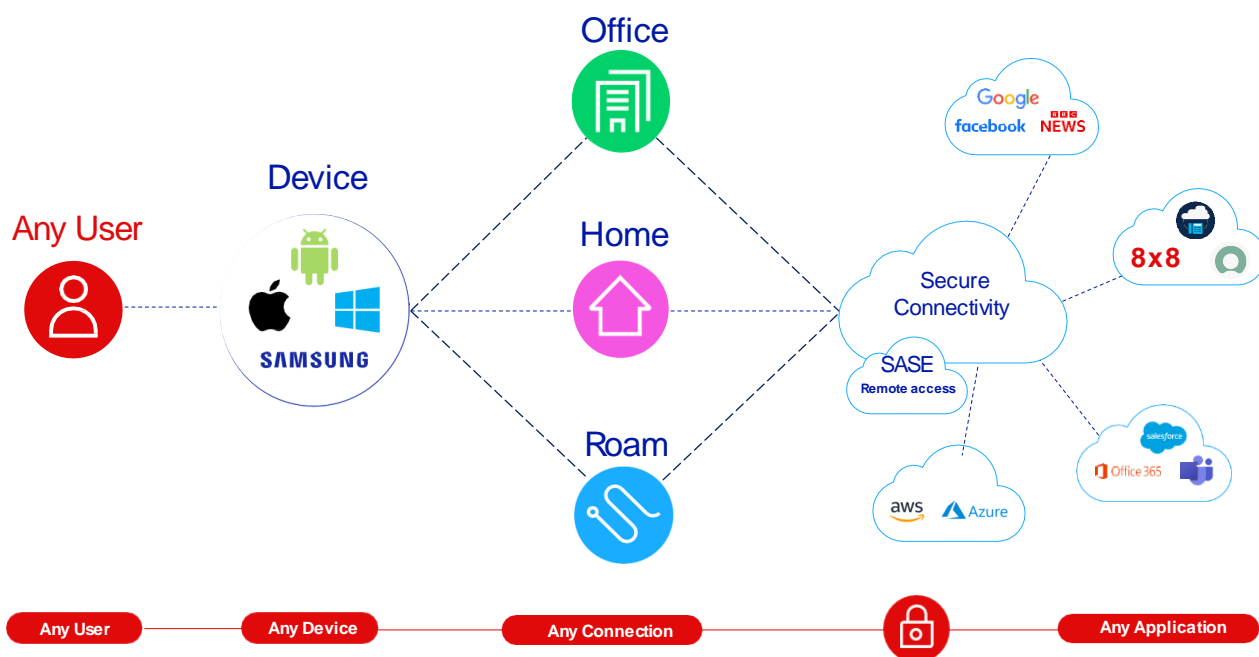 Office
Device
Any User
Home
SAMSUNG
Roam
Google
facebook
BBC
NEWS
8x8
Secure
Connectivity
SASE
Remote access
salesforce
Office 365
aws
Azure
Any User
Any Device
Any Connection
Any Application